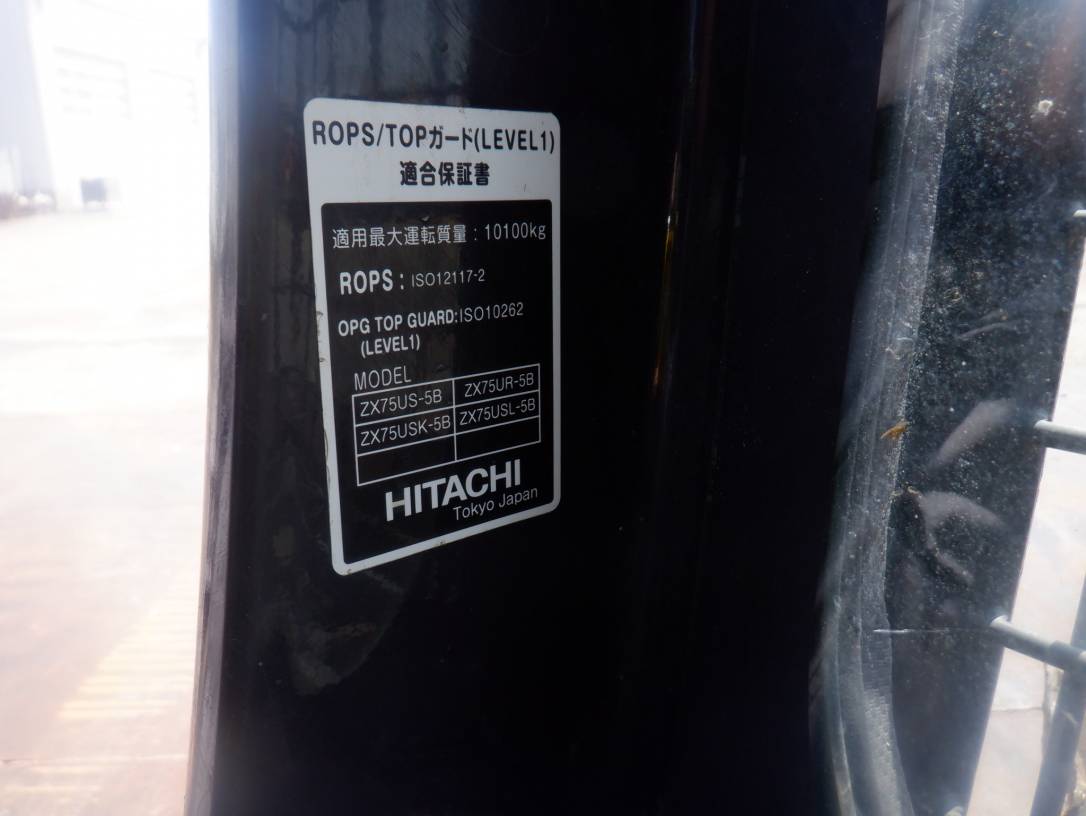 ROPS/TOPガード(LEVEL1)
適合保証書
適用最大運転質量：10100kg
ROPS：ISO12117-2
OPG TOP GUARD:ISO10262
(LEVEL1)
MODEL
ZX75US-5B ZX75UR-5B
ZX75USK-5B ZX75USL-5B
HITACHI
Tokyo Japan